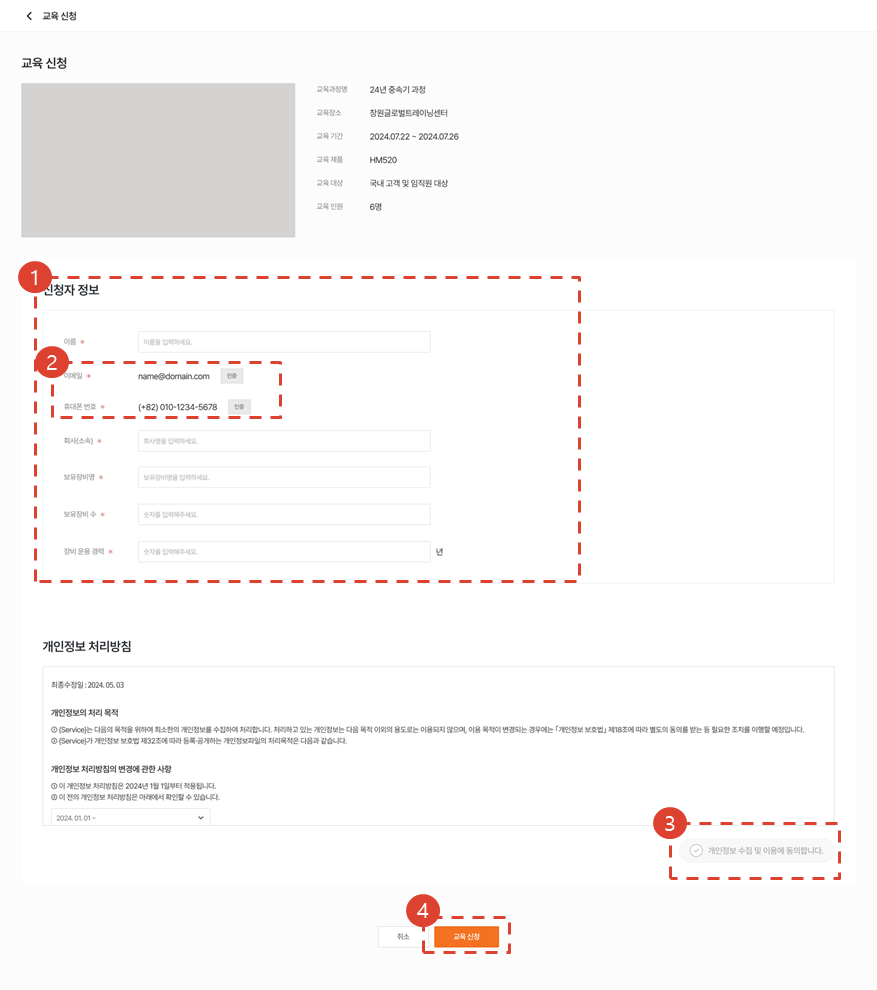 교육 신청
교육 신청
교육과정명 24년 중속기 과정
교육장소 창원글로벌트레이닝센터
교육 기간 2024.07.22 ~ 2024.07.26
교육 제품 HM520
교육 대상 국내 고객 및 임직원 대상
교육 인원 6명
1
신청자 정보
이름 * 이름을 입력하세요.
2
이메일 * name@domain.com 인증
휴대폰 번호 * (+82) 010-1234-5678 인증
회사(소속) * 회사명을 입력하세요.
보유장비명 * 보유장비명을 입력하세요.
보유장비 수 * 숫자를 입력해주세요.
장비 운용 경력 * 숫자를 입력해주세요. 년
개인정보 처리방침
최종수정일 : 2024. 05. 03
개인정보의 처리 목적
① {Service}는 다음의 목적을 위하여 최소한의 개인정보를 수집하여 처리합니다. 처리하고 있는 개인정보는 다음 목적 이외의 용도로는 이용되지 않으며, 이용 목적이 변경되는 경우에는 「개인정보 보호법」 제18조에 따라 별도의 동의를 받는 등 필요한 조치를 이행할 예정입니다.
② {Service}가 개인정보 보호법 제32조에 따라 등록·공개하는 개인정보파일의 처리목적은 다음과 같습니다.
개인정보 처리방침의 변경에 관한 사항
① 이 개인정보 처리방침은 2024년 1월 1일부터 적용됩니다.
② 이 전의 개인정보 처리방침은 아래에서 확인할 수 있습니다.
2024. 01. 01 ~
3
개인정보 수집 및 이용에 동의합니다.
4
취소 교육 신청